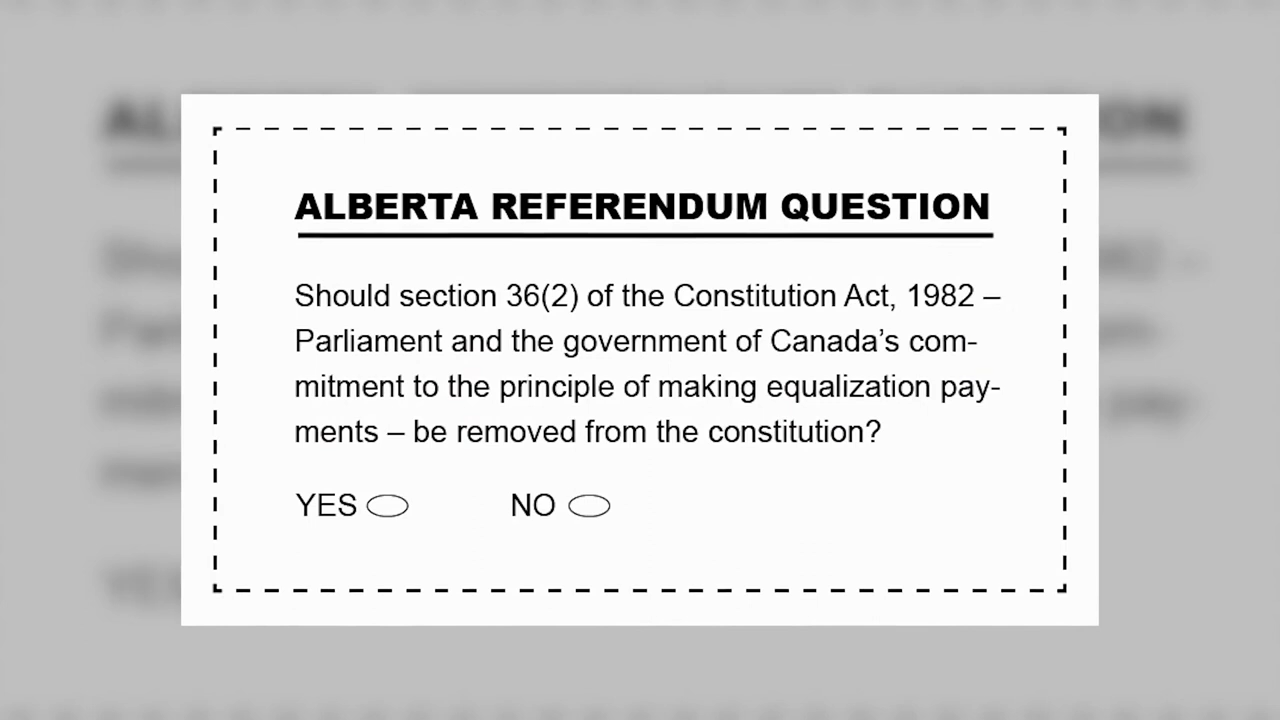 ALBERTA REFERENDUM QUESTION
Should section 36(2) of the Constitution Act, 1982 –
Parliament and the government of Canada's com-
mitment to the principle of making equalization pay-
ments – be removed from the constitution?
YES NO